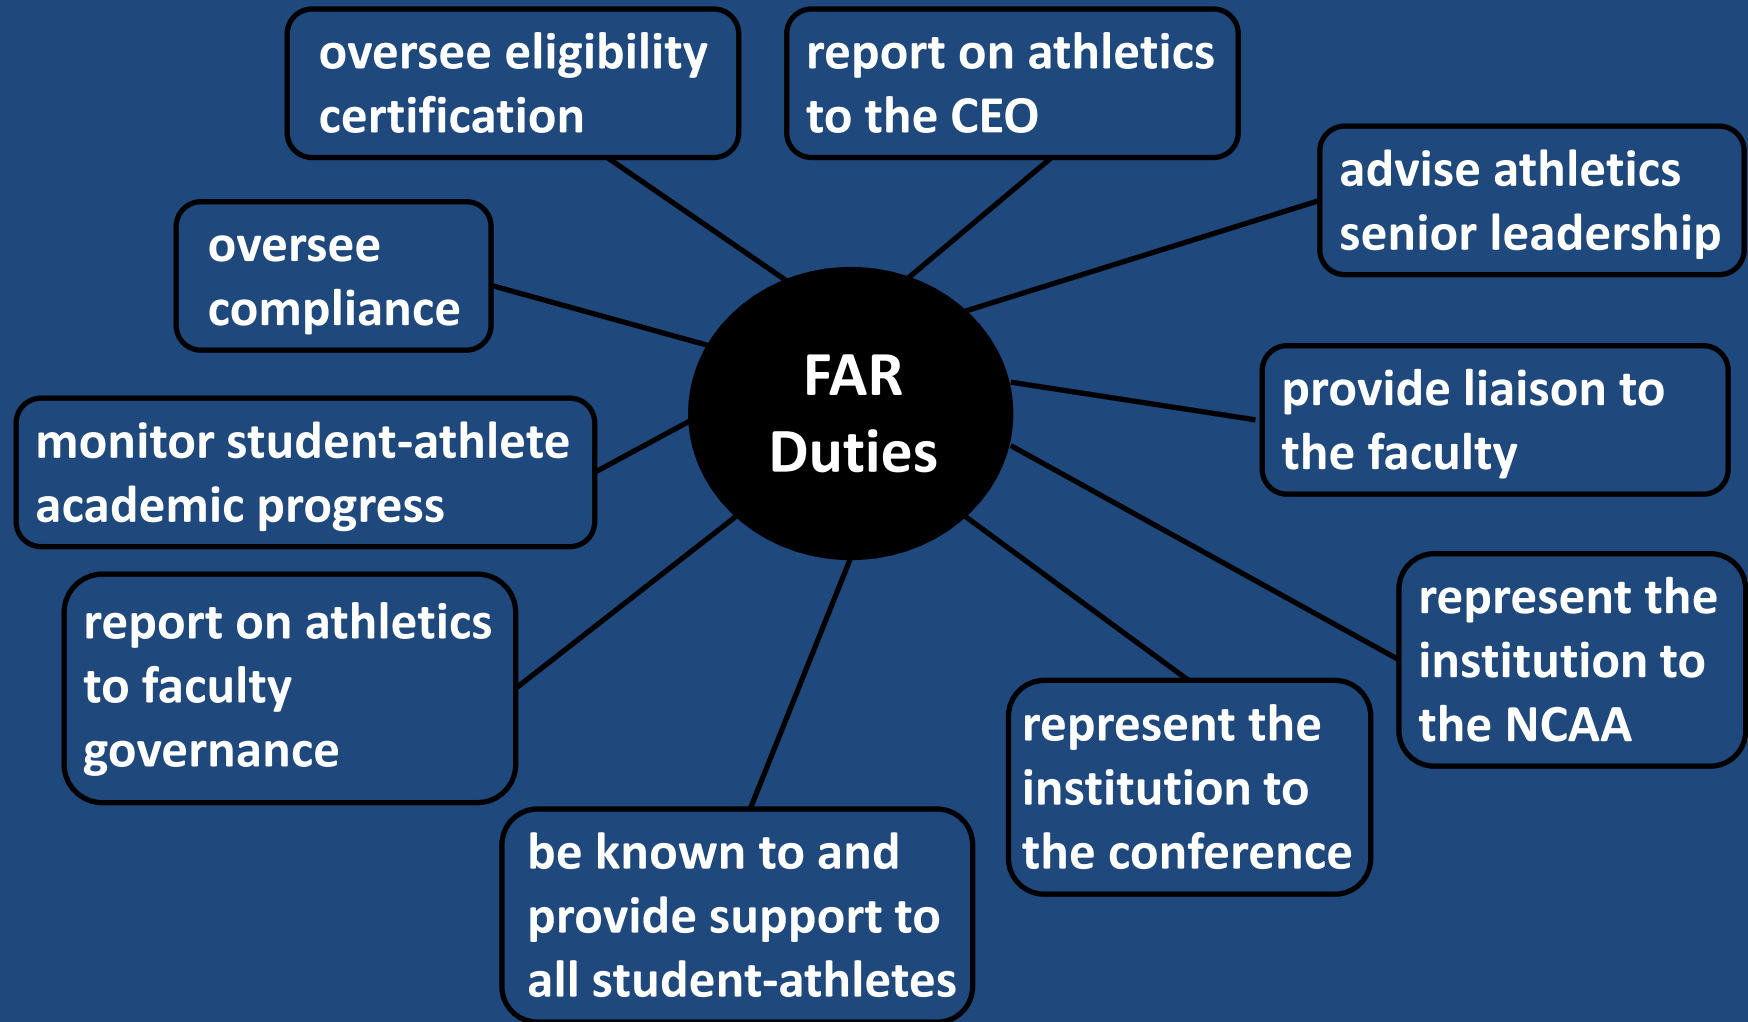 oversee eligibility
certification
report on athletics
to the CEO
advise athletics
senior leadership
oversee
compliance
FAR
Duties
provide liaison to
the faculty
monitor student-athlete
academic progress
represent the
institution to
the NCAA
report on athletics
to faculty
governance
represent the
institution to
the conference
be known to and
provide support to
all student-athletes